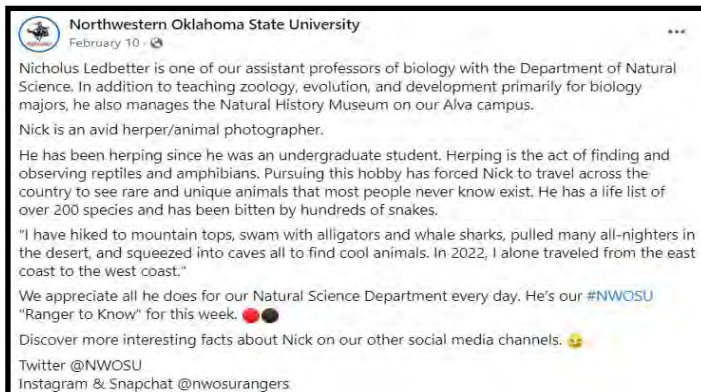 Northwestern Oklahoma State University
February 10 ·
Nicholus Ledbetter is one of our assistant professors of biology with the Department of Natural
Science. In addition to teaching zoology, evolution, and development primarily for biology
majors, he also manages the Natural History Museum on our Alva campus.
Nick is an avid herper/animal photographer.
He has been herping since he was an undergraduate student. Herping is the act of finding and
observing reptiles and amphibians. Pursuing this hobby has forced Nick to travel across the
country to see rare and unique animals that most people never know exist. He has a life list of
over 200 species and has been bitten by hundreds of snakes.
"I have hiked to mountain tops, swam with alligators and whale sharks, pulled many all-nighters in
the desert, and squeezed into caves all to find cool animals. In 2022, I alone traveled from the east
coast to the west coast."
We appreciate all he does for our Natural Science Department every day. He's our #NWOSU
"Ranger to Know" for this week. 🔴⚫
Discover more interesting facts about Nick on our other social media channels. 😉
Twitter @NWOSU
Instagram & Snapchat @nwosurangers